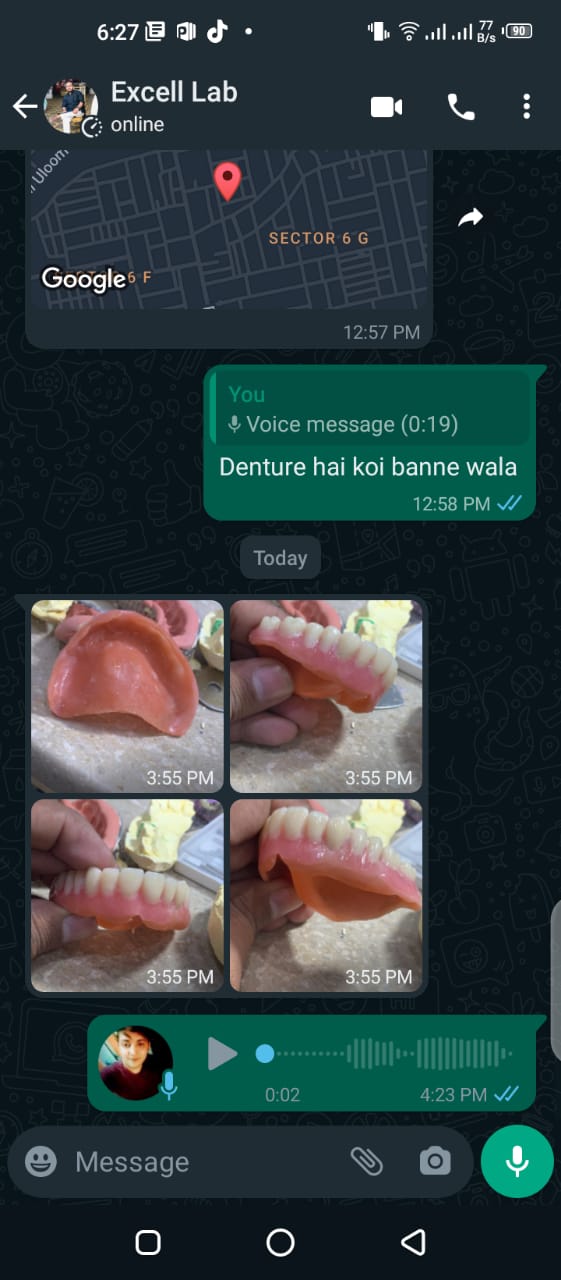 6:27
77
B/s
90
Excell Lab
online
Uloom
SECTOR 6 G
Google
6 F
12:57 PM
You
Voice message (0:19)
Denture hai koi banne wala
12:58 PM
Today
3:55 PM
3:55 PM
3:55 PM
3:55 PM
0:02
4:23 PM
Message